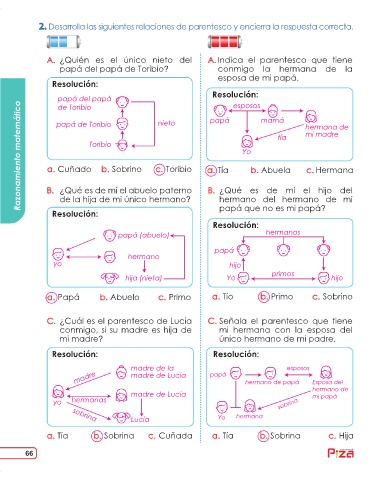 2. Desarrolla las siguientes relaciones de parentesco y encierra la respuesta correcta.
A. ¿Quién es el único nieto del
papá del papá de Toribio?
Resolución:
papá del papá
de Toribio
papá de Toribio
nieto
Toribio
a. Cuñado b. Sobrino c. Toribio
B. ¿Qué es de mí el abuelo paterno
de la hija de mi único hermano?
Resolución:
papá (abuelo)
hermano
yo
hija (nieta)
a. Papá b. Abuelo c. Primo
C. ¿Cuál es el parentesco de Lucía
conmigo, si su madre es hija de
mi madre?
Resolución:
madre de la
madre de Lucía
madre
madre de Lucía
yo
hermanas
sobrina
Lucía
a. Tía b. Sobrina c. Cuñada
A. Indica el parentesco que tiene
conmigo la hermana de la
esposa de mi papá.
Resolución:
esposos
papá
mamá
hermana de
mi madre
tía
Yo
a. Tía b. Abuela c. Hermana
B. ¿Qué es de mí el hijo del
hermano del hermano de mi
papá que no es mi papá?
Resolución:
hermanos
papá
hijo
primos
Yo
hijo
a. Tío b. Primo c. Sobrino
C. Señala el parentesco que tiene
mi hermana con la esposa del
único hermano de mi padre.
Resolución:
esposos
papá
hermano de papá
Esposa del
hermano de
mi papá
sobrina
Yo
hermana
a. Tía b. Sobrina c. Hija
Razonamiento matemático
66
Piza